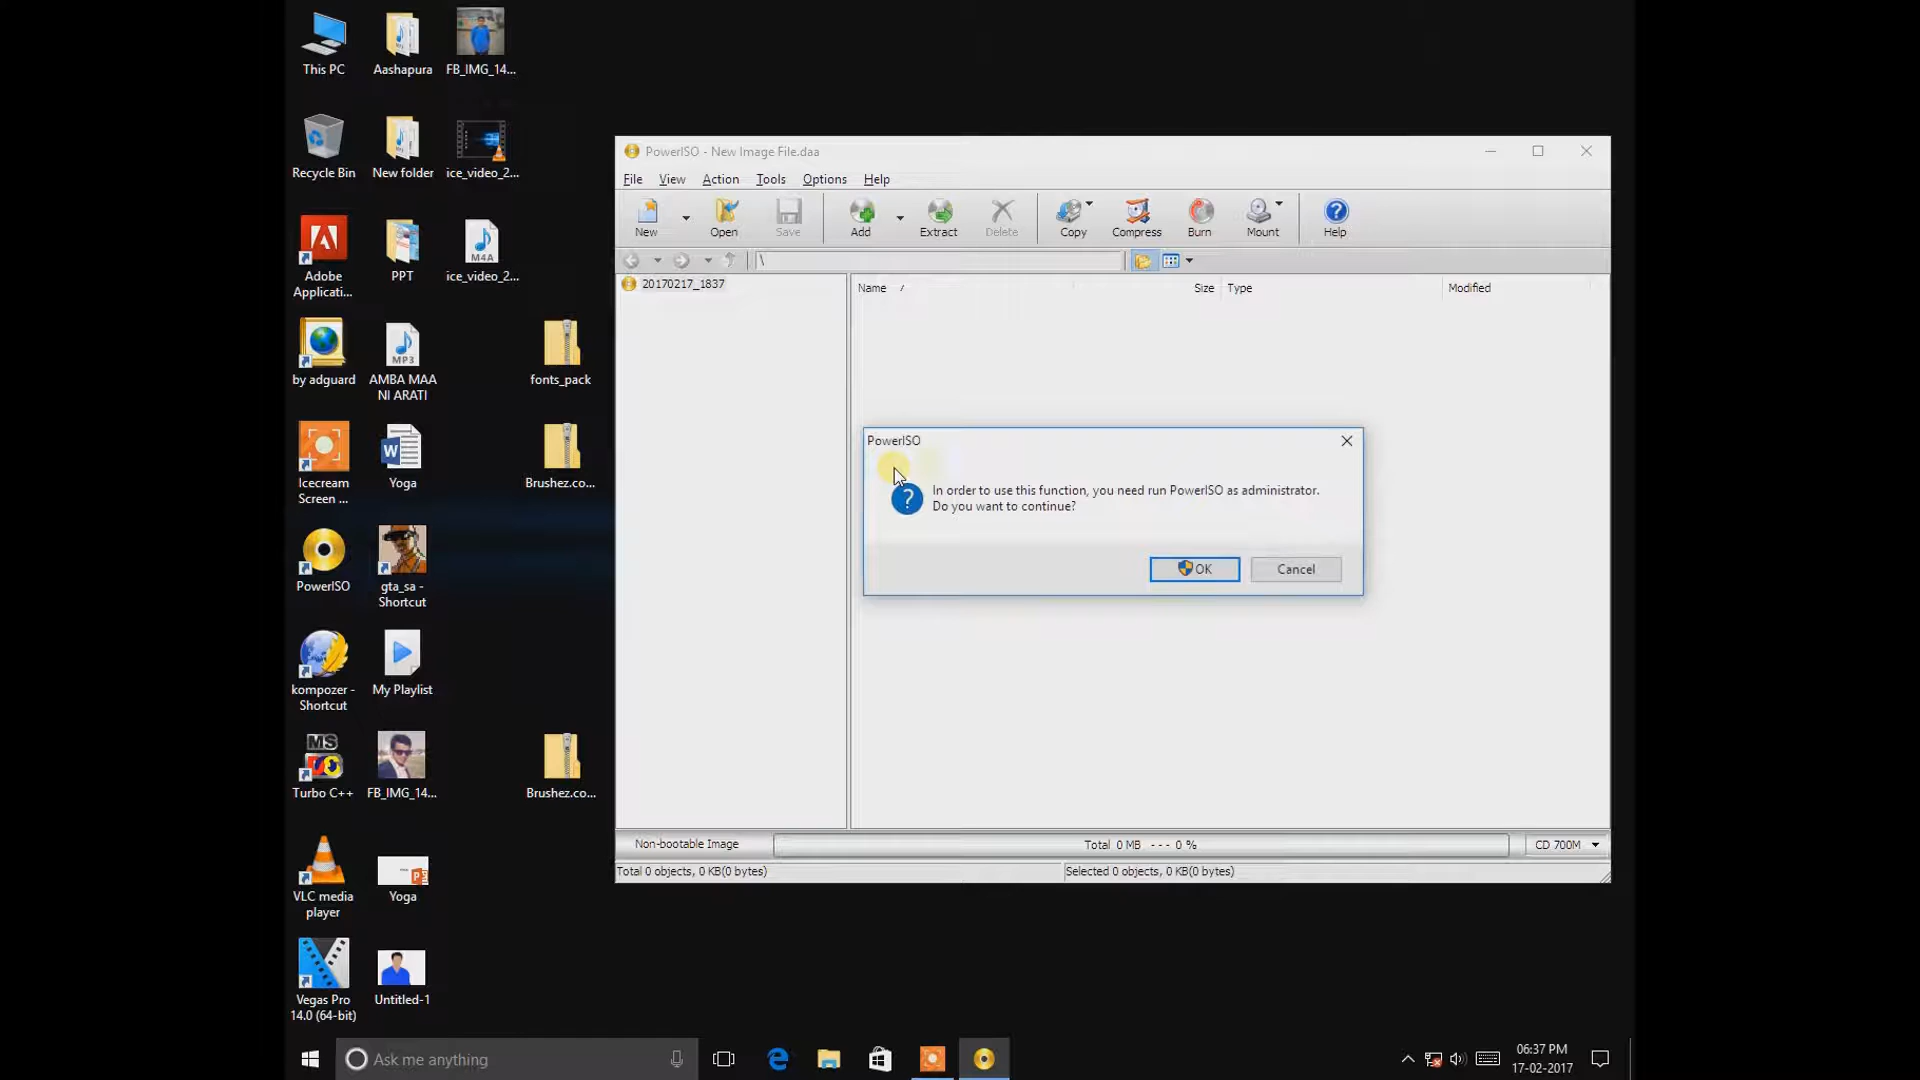 This PC
Aashapura
FB_IMG_14...
Recycle Bin
New folder
ice_video_2...
Adobe
Applicati...
PPT
M4A
ice_video_2...
by adguard
MP3
AMBA MAA
NI ARATI
fonts_pack
Icecream
Screen ...
Yoga
Brushez.co...
PowerISO
gta_sa -
Shortcut
kompozer -
Shortcut
My Playlist
MS
Turbo C++
FB_IMG_14...
Brushez.co...
VLC media
player
Yoga
Vegas Pro
14.0 (64-bit)
Untitled-1
PowerISO - New Image File.daa
File View Action Tools Options Help
New Open Save Add Extract Delete Copy Compress Burn Mount Help
\
20170217_1837
Name / Size Type Modified
PowerISO
In order to use this function, you need run PowerISO as administrator.
Do you want to continue?
OK Cancel
Non-bootable Image Total 0 MB --- 0 % CD 700M
Total 0 objects, 0 KB(0 bytes) Selected 0 objects, 0 KB(0 bytes)
Ask me anything
06:37 PM
17-02-2017